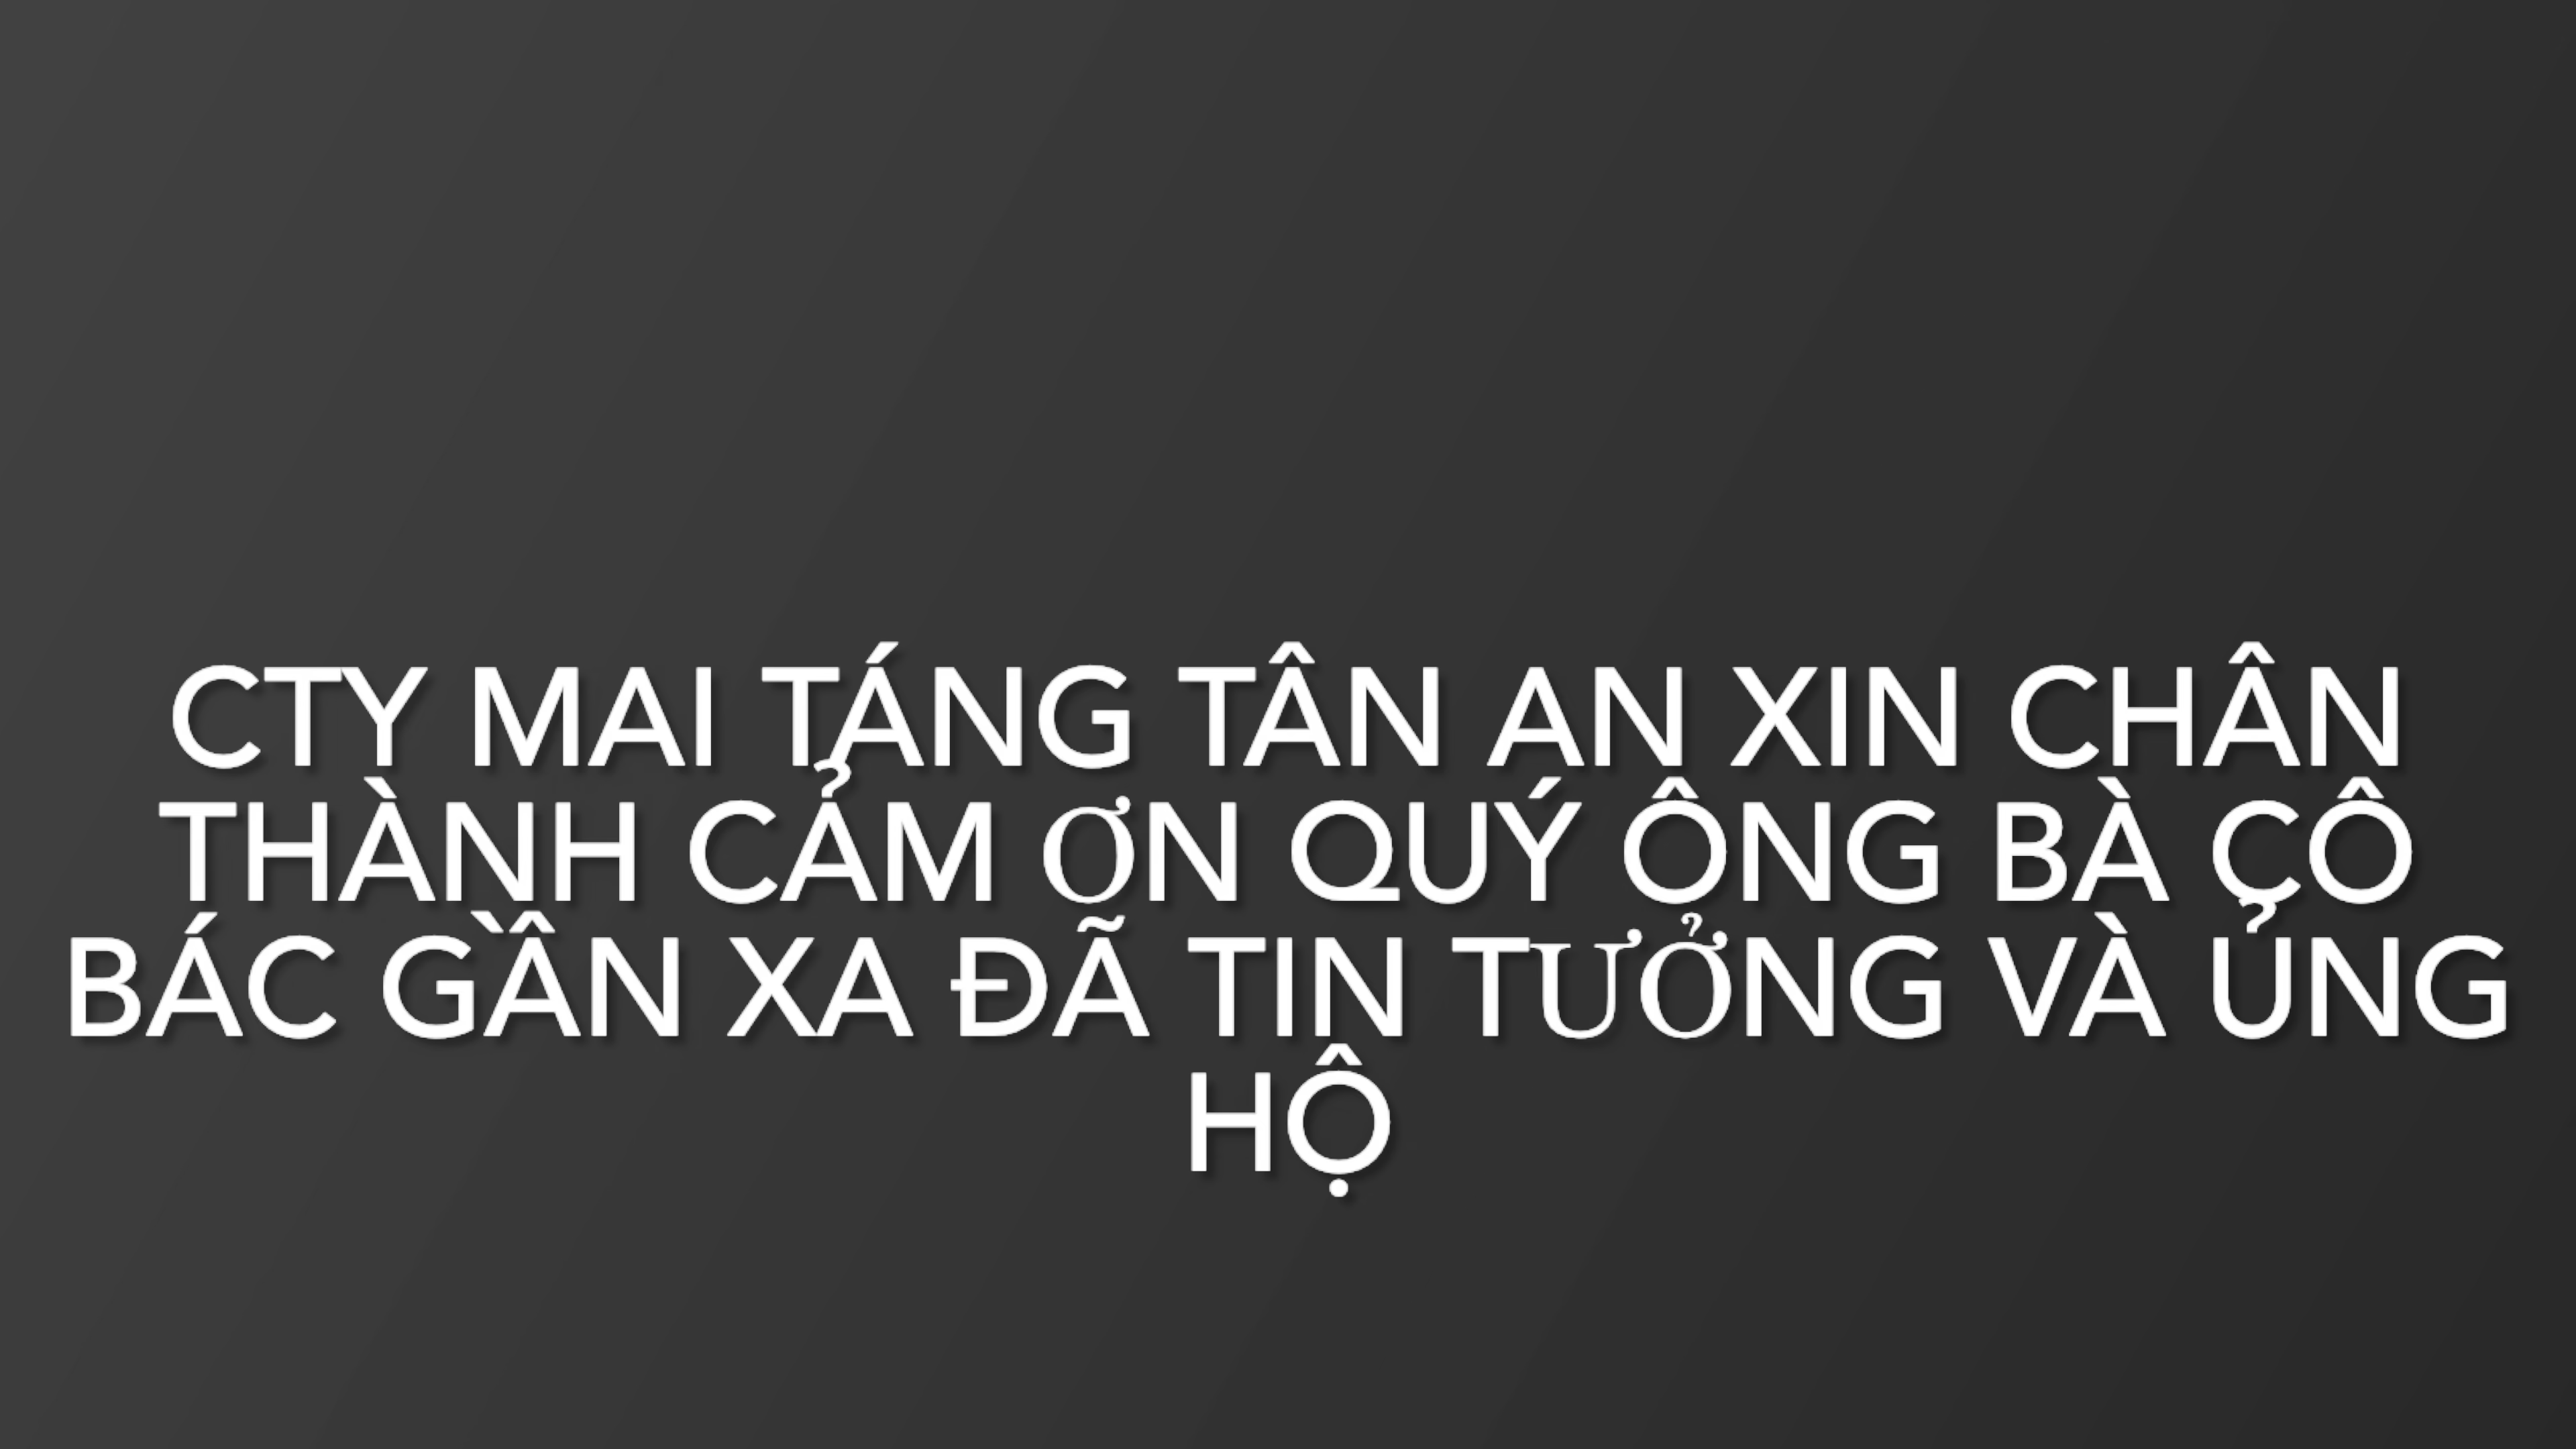 CTY MAI TÁNG TÂN AN XIN CHÂN
THÀNH CẢM ƠN QUÝ ÔNG BÀ CÔ
BÁC GẦN XA ĐÃ TIN TƯỞNG VÀ ỦNG
HỘ